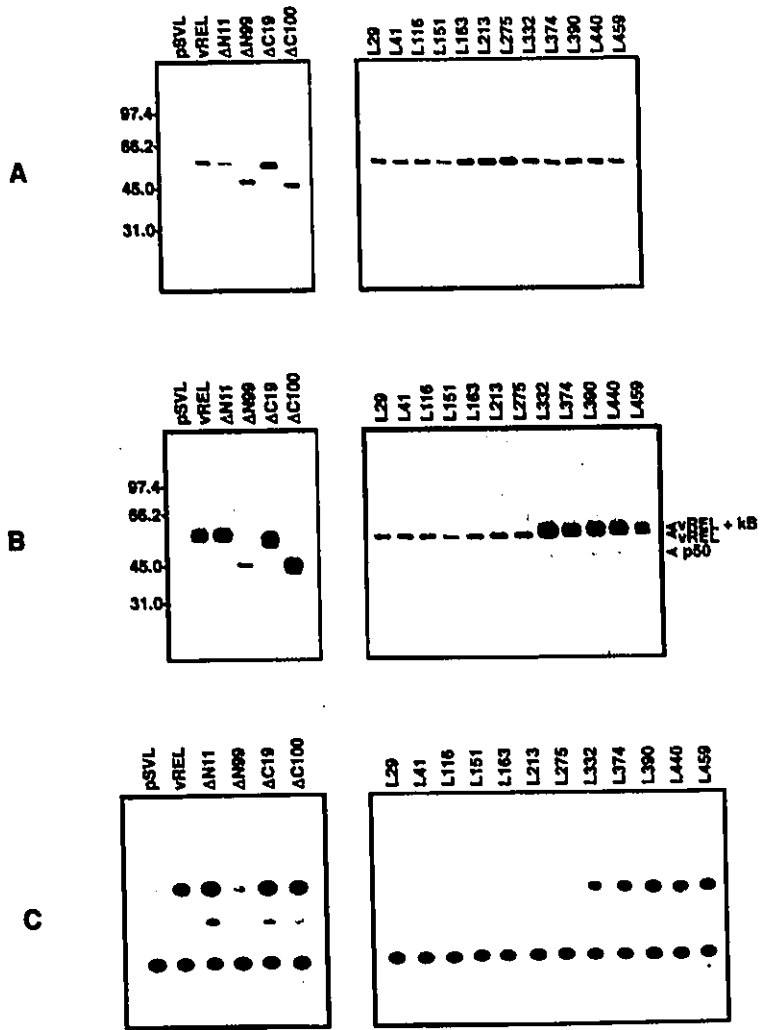 pSVL vREL ΔN11 ΔN99 ΔC19 ΔC100
L29 L41 L116 L151 L163 L213 L275 L332 L374 L390 L440 L459
A
97.4
66.2
45.0
31.0
pSVL vREL ΔN11 ΔN99 ΔC19 ΔC100
L29 L41 L116 L151 L163 L213 L275 L332 L374 L390 L440 L459
B
97.4
66.2
45.0
31.0
+ kB
p50
pSVL vREL ΔN11 ΔN99 ΔC19 ΔC100
L29 L41 L116 L151 L163 L213 L275 L332 L374 L390 L440 L459
C